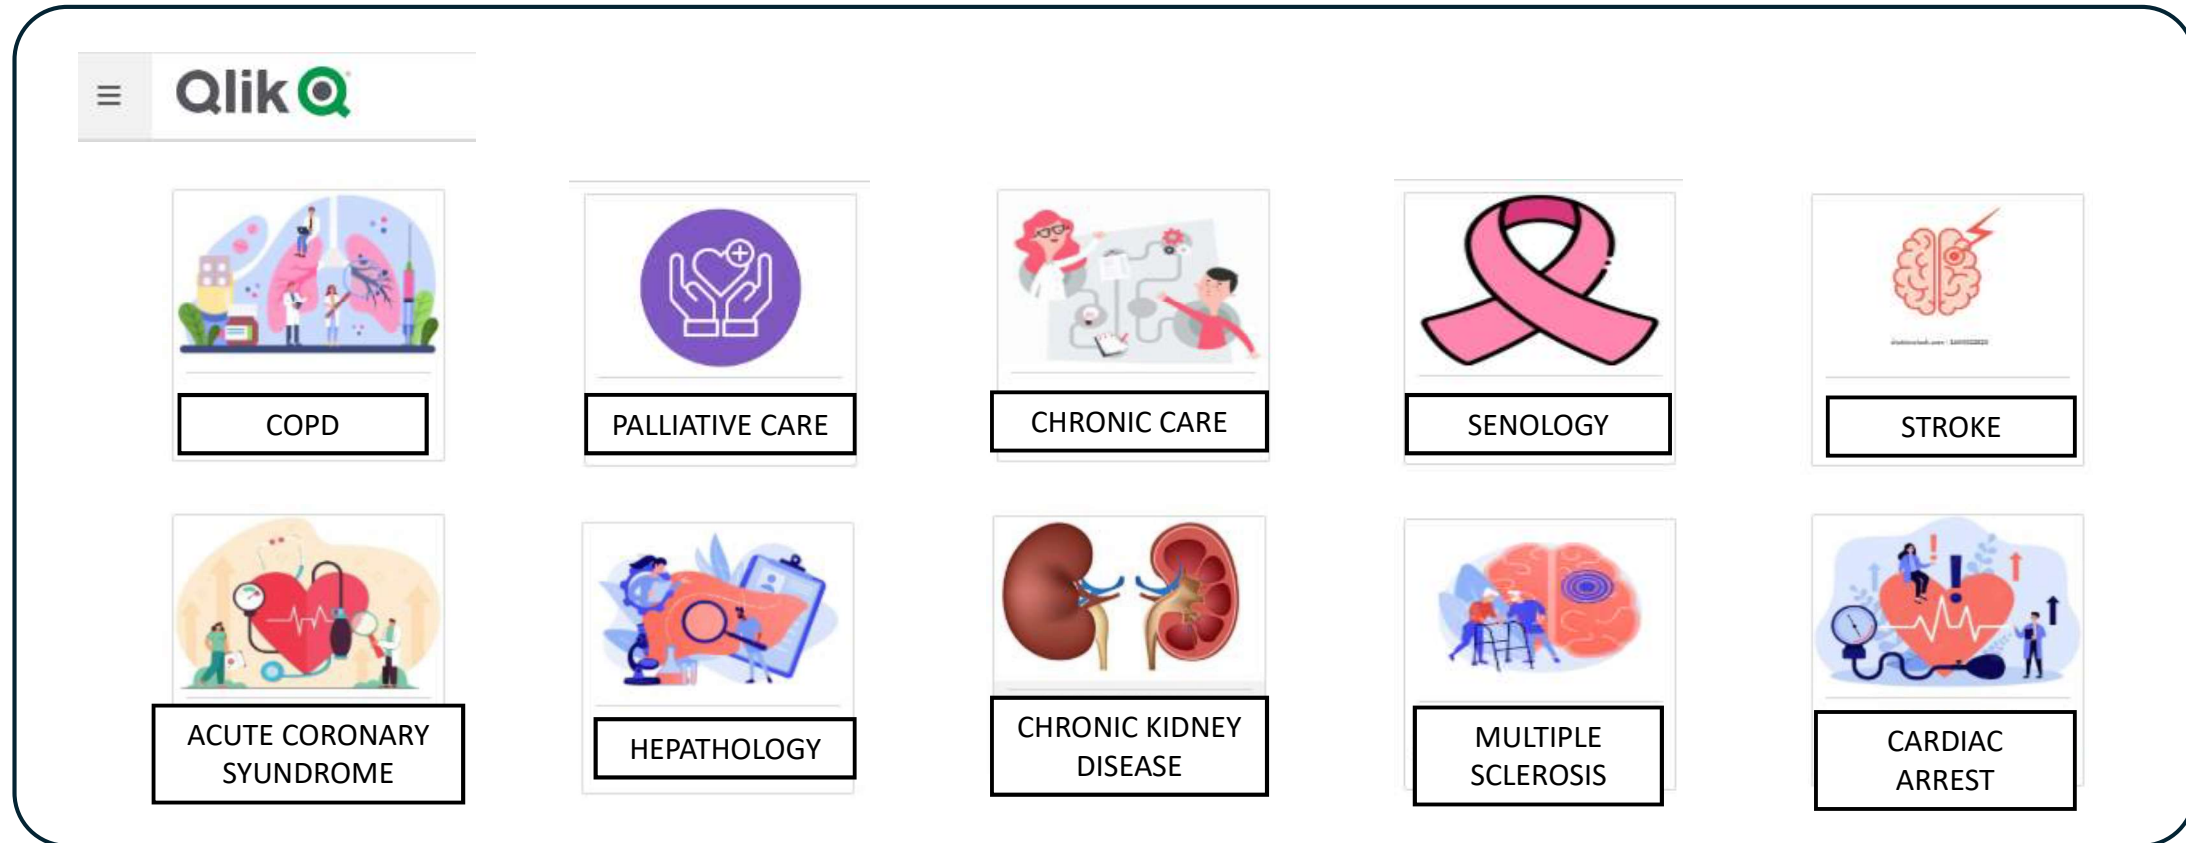 Qlik
COPD
PALLIATIVE CARE
CHRONIC CARE
SENOLOGY
STROKE
ACUTE CORONARY
SYUNDROME
HEPATHOLOGY
CHRONIC KIDNEY
DISEASE
MULTIPLE
SCLEROSIS
CARDIAC
ARREST